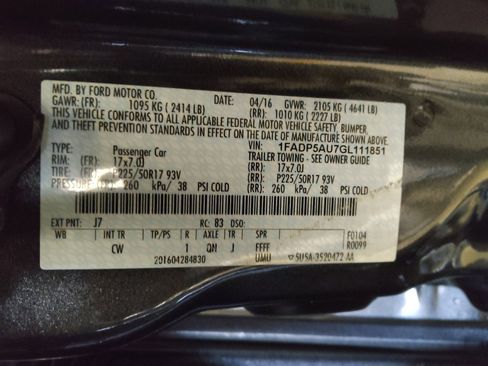 MFD. BY FORD MOTOR CO.
DATE: 04/16 GVWR: 2105 KG ( 4641 LB)
GAWR: (FR): 1095 KG ( 2414 LB) (RR): 1010 KG ( 2227 LB)
THIS VEHICLE CONFORMS TO ALL APPLICABLE
FEDERAL MOTOR VEHICLE SAFETY, BUMPER,
AND THEFT PREVENTION STANDARDS IN EFFECT ON
THE DATE OF MANUFACTURE SHOWN ABOVE.
VIN: 1FADP5AU7GL111851
TYPE: Passenger Car TRAILER TOWING - SEE OWNER GUIDE
RIM: (FR): 17x7.0J (RR): 17x7.0J
TIRE: (FR): P225/50R17 93V (RR): P225/50R17 93V
PRESSURE: (FR): 260 kPa/ 38 PSI COLD (RR): 260 kPa/ 38 PSI COLD
EXT PNT: J7 RC: 83 DSO:
WB INT TR TP/PS R AXLE TR SPR F0104
CW 1 QN J FFFF R0099
201604284830 UMU 5USA-3520472-AA